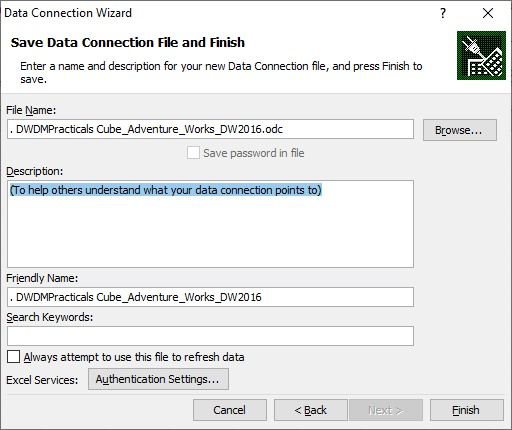 Data Connection Wizard
Save Data Connection File and Finish
Enter a name and description for your new Data Connection file, and press Finish to
save.
File Name:
. DWDMPracticals Cube_Adventure_Works_DW2016.odc
Browse...
Save password in file
Description:
(To help others understand what your data connection points to)
Friendly Name:
. DWDMPracticals Cube_Adventure_Works_DW2016
Search Keywords:
Always attempt to use this file to refresh data
Excel Services: Authentication Settings...
Cancel < Back Next > Finish